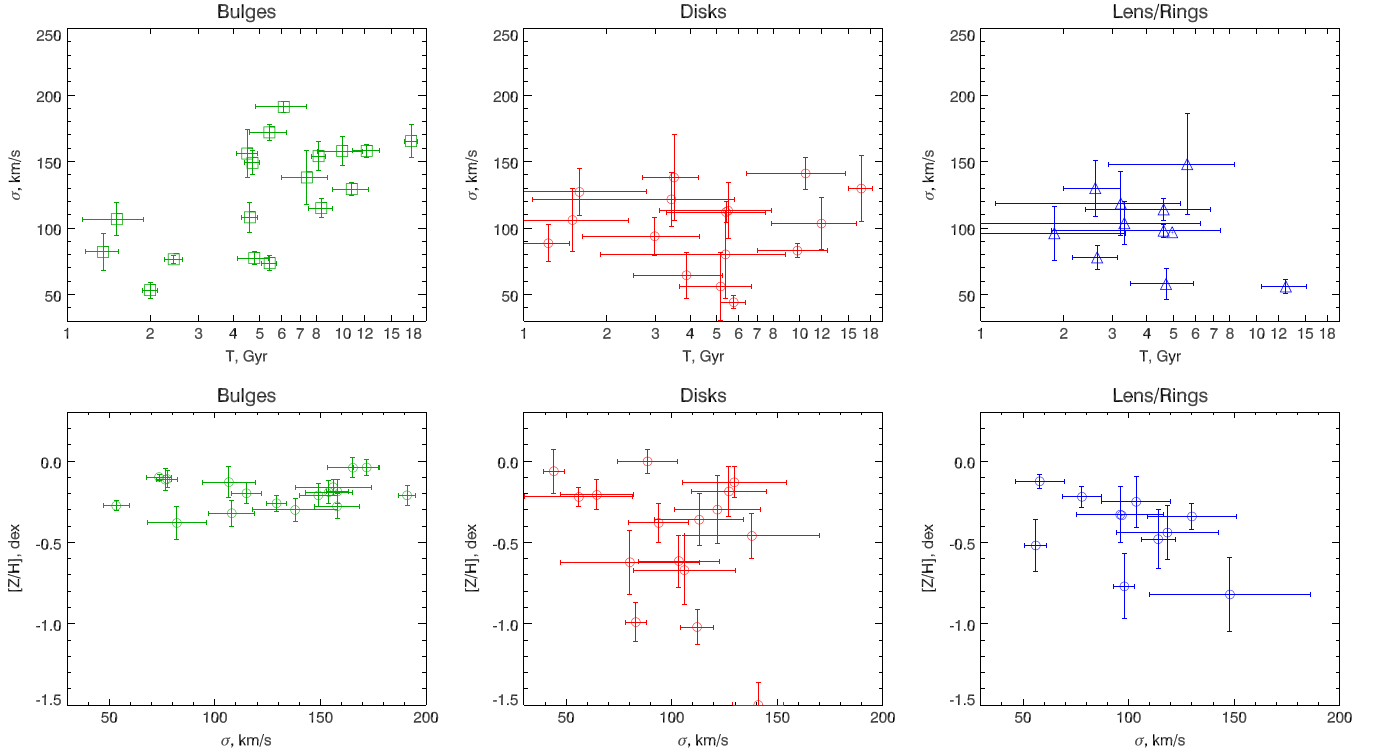 Bulges Disks Lens/Rings
250 250 250
200 200 200
150 150 150
100 100 100
50 50 50
σ, km/s σ, km/s σ, km/s
1 2 3 4 5 6 7 8 10 12 15 18 1 2 3 4 5 6 7 8 10 12 15 18 1 2 3 4 5 6 7 8 10 12 15 18
T, Gyr T, Gyr T, Gyr
Bulges Disks Lens/Rings
0.0 0.0 0.0
-0.5 -0.5 -0.5
-1.0 -1.0 -1.0
-1.5 -1.5 -1.5
[Z/H], dex [Z/H], dex [Z/H], dex
50 100 150 200 50 100 150 200 50 100 150 200
σ, km/s σ, km/s σ, km/s